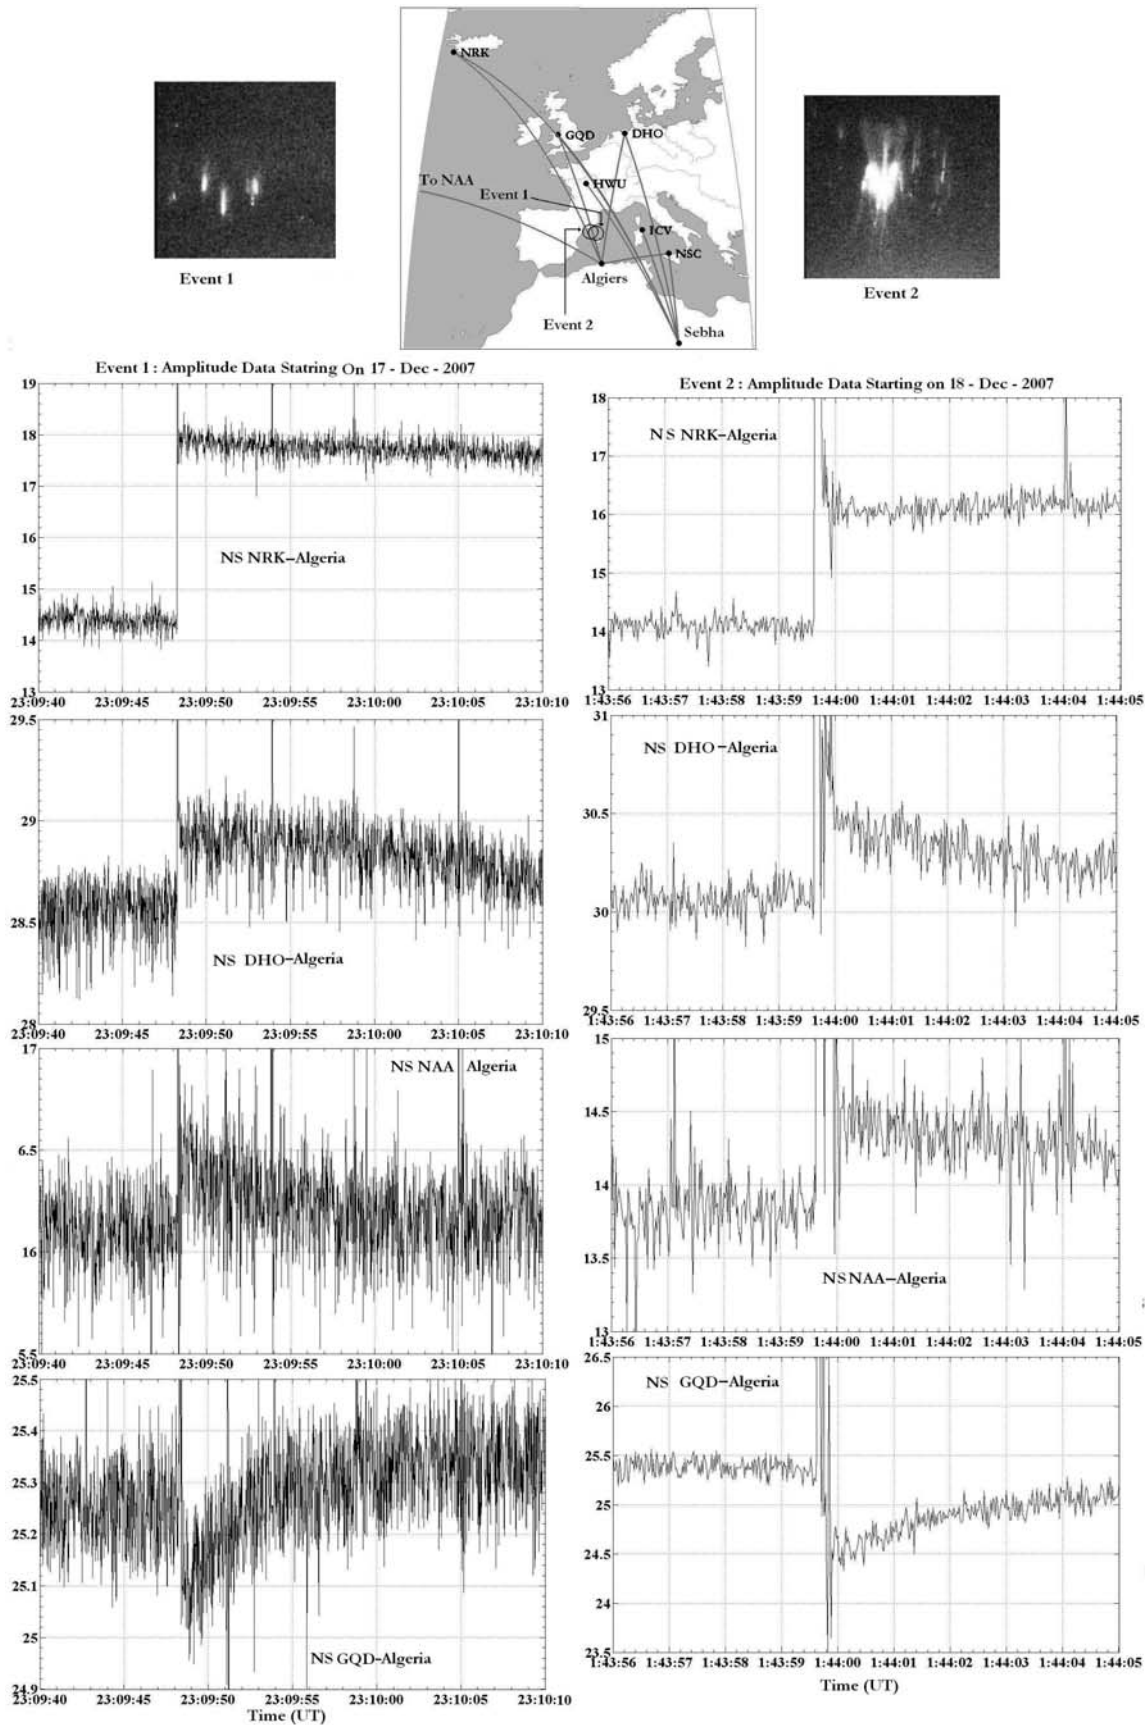 NRK
GQD
DHO
To NAA
HWU
Event 1
ICV
NSC
Algiers
Event 2
Sebha
Event 1
Event 2
Event 1 : Amplitude Data Statring On 17 - Dec - 2007
19
18
17
16
15
14
13
NS NRK–Algeria
23:09:40 23:09:45 23:09:50 23:09:55 23:10:00 23:10:05 23:10:10
29.5
29
28.5
28
NS DHO–Algeria
23:09:40 23:09:45 23:09:50 23:09:55 23:10:00 23:10:05 23:10:10
17
6.5
16
5.5
NS NAA Algeria
23:09:40 23:09:45 23:09:50 23:09:55 23:10:00 23:10:05 23:10:10
25.5
25.4
25.3
25.2
25.1
25
24.9
NS GQD–Algeria
23:09:40 23:09:45 23:09:50 23:09:55 23:10:00 23:10:05 23:10:10
Time (UT)
Event 2 : Amplitude Data Starting on 18 - Dec - 2007
18
17
16
15
14
13
NS NRK–Algeria
1:43:56 1:43:57 1:43:58 1:43:59 1:44:00 1:44:01 1:44:02 1:44:03 1:44:04 1:44:05
31
30.5
30
29.5
NS DHO–Algeria
1:43:56 1:43:57 1:43:58 1:43:59 1:44:00 1:44:01 1:44:02 1:44:03 1:44:04 1:44:05
15
14.5
14
13.5
13
NS NAA–Algeria
1:43:56 1:43:57 1:43:58 1:43:59 1:44:00 1:44:01 1:44:02 1:44:03 1:44:04 1:44:05
26.5
26
25.5
25
24.5
24
23.5
NS GQD–Algeria
1:43:56 1:43:57 1:43:58 1:43:59 1:44:00 1:44:01 1:44:02 1:44:03 1:44:04 1:44:05
Time (UT)